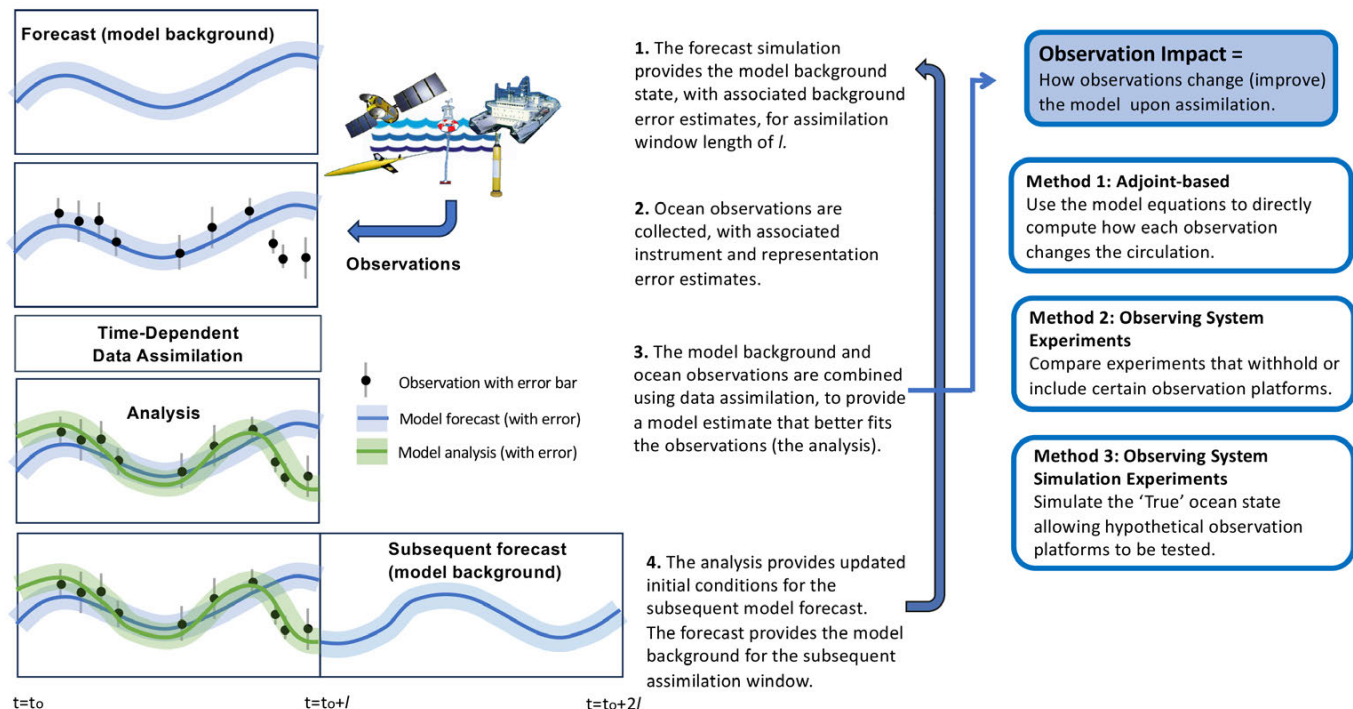 Forecast (model background)
Observations
Time-Dependent
Data Assimilation
Analysis
Observation with error bar
Model forecast (with error)
Model analysis (with error)
Subsequent forecast
(model background)
t=t₀
t=t₀+l
t=t₀+2l
1. The forecast simulation
provides the model background
state, with associated background
error estimates, for assimilation
window length of l.
2. Ocean observations are
collected, with associated
instrument and representation
error estimates.
3. The model background and
ocean observations are combined
using data assimilation, to provide
a model estimate that better fits
the observations (the analysis).
4. The analysis provides updated
initial conditions for the
subsequent model forecast.
The forecast provides the model
background for the subsequent
assimilation window.
Observation Impact =
How observations change (improve)
the model upon assimilation.
Method 1: Adjoint-based
Use the model equations to directly
compute how each observation
changes the circulation.
Method 2: Observing System
Experiments
Compare experiments that withhold or
include certain observation platforms.
Method 3: Observing System
Simulation Experiments
Simulate the ‘True’ ocean state
allowing hypothetical observation
platforms to be tested.